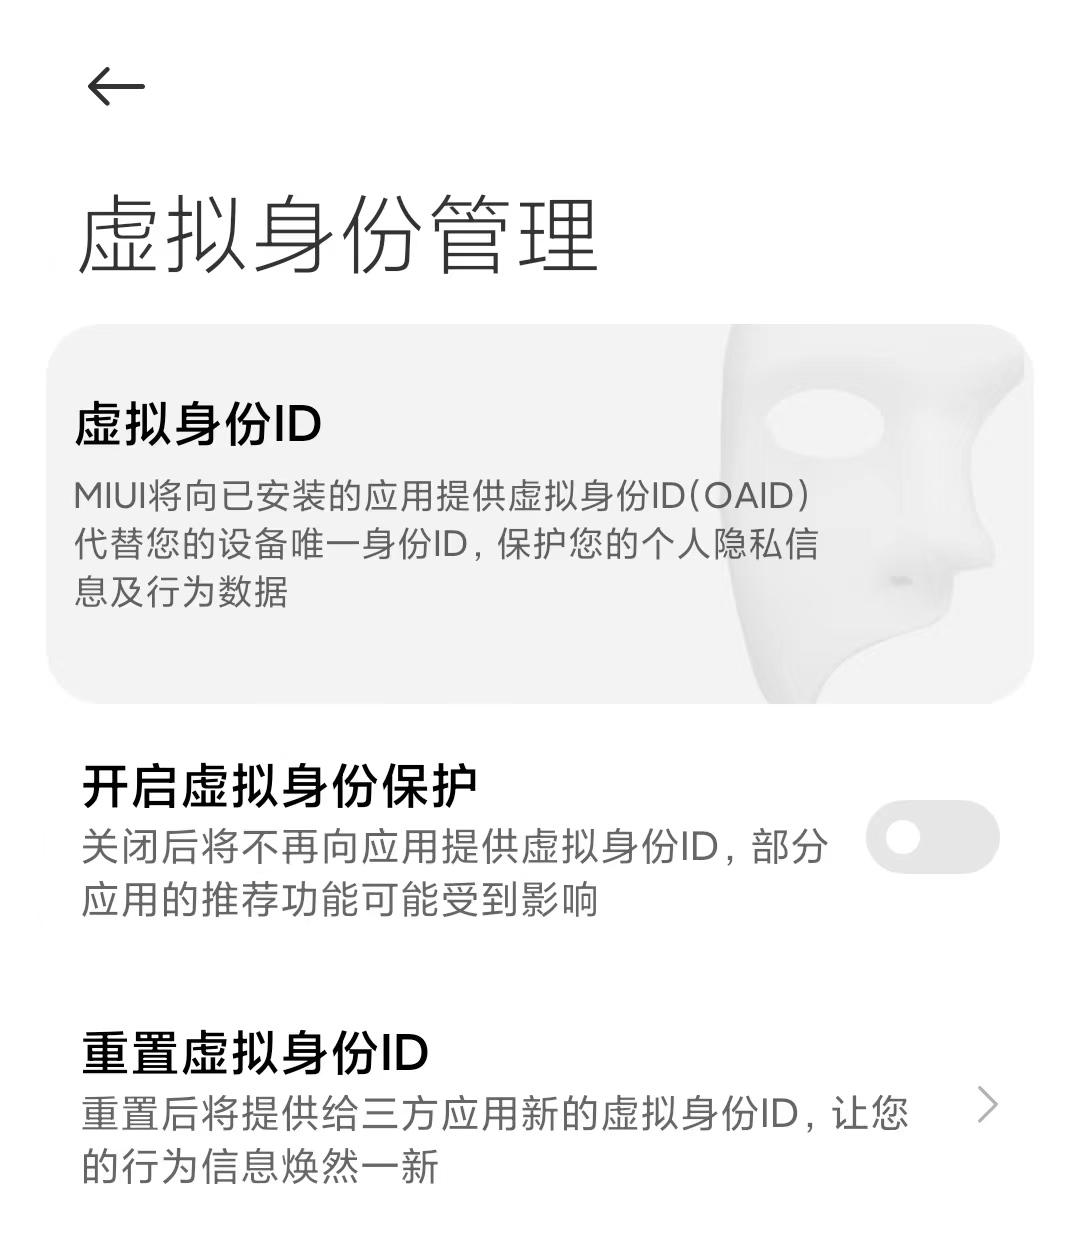 虚拟身份管理
虚拟身份ID
MIUI将向已安装的应用提供虚拟身份ID(OAID)
代替您的设备唯一身份ID，保护您的个人隐私信
息及行为数据
开启虚拟身份保护
关闭后将不再向应用提供虚拟身份ID，部分
应用的推荐功能可能受到影响
重置虚拟身份ID
重置后将提供给三方应用新的虚拟身份ID，让您
的行为信息焕然一新